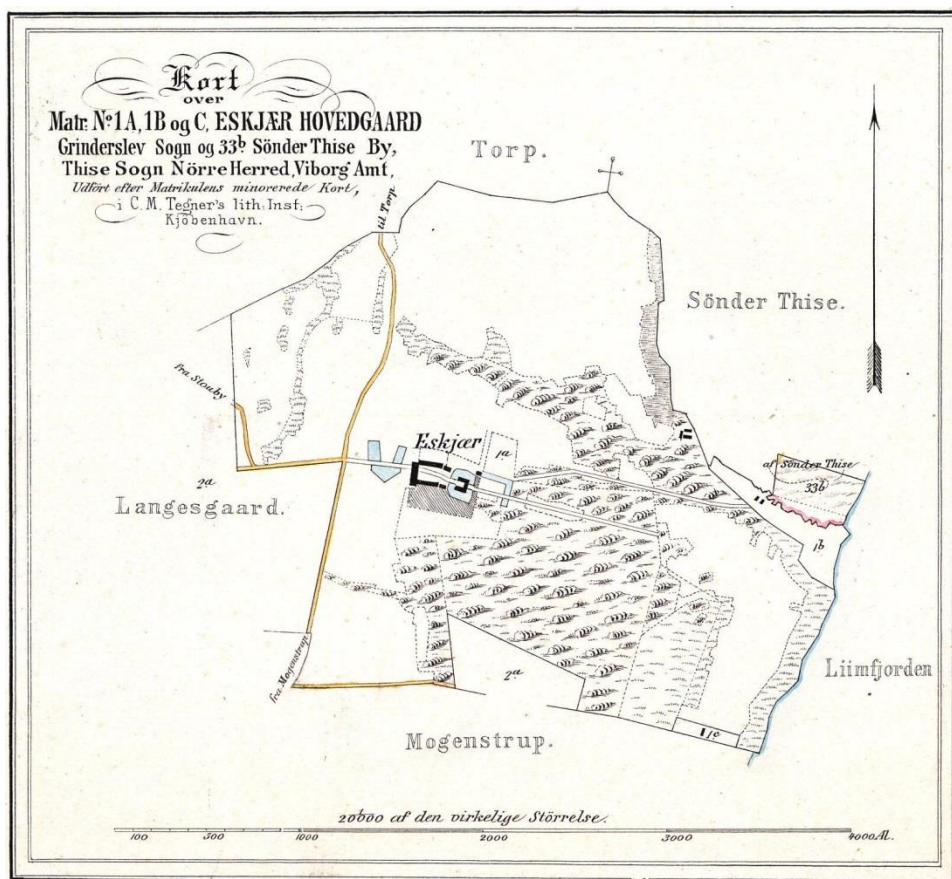 Kort
over
Matr: No 1A, 1B og C, ESKJÆR HOVEDGAARD
Grinderslev Sogn og 33b Sönder Thise By,
Thise Sogn Nörre Herred, Viborg Amt,
Udfört efter Matrikulens minorerede Kort,
i C. M. Tegner's lith: Inst:
Kjöbenhavn.
Torp.
til Torp.
Sönder Thise.
fra Stouby
Eskjær
1a
af Sönder Thise
33b
2a
Langesgaard.
1b
fra Mogenstrup
2a
Liimfjorden
1c
Mogenstrup.
20000 af den virkelige Störrelse.
100 500 1000 2000 3000 4000 Al.